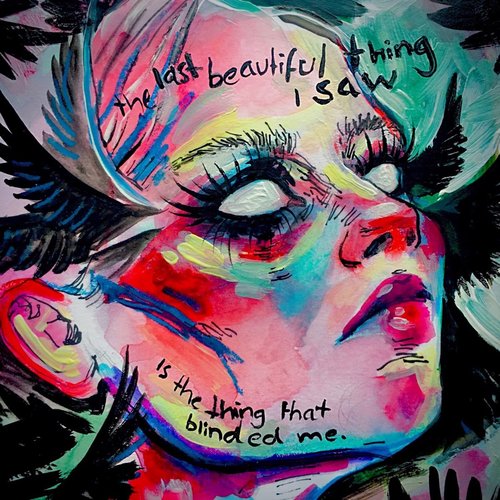 the last beautiful thing
i saw
is the thing that
blinded me.